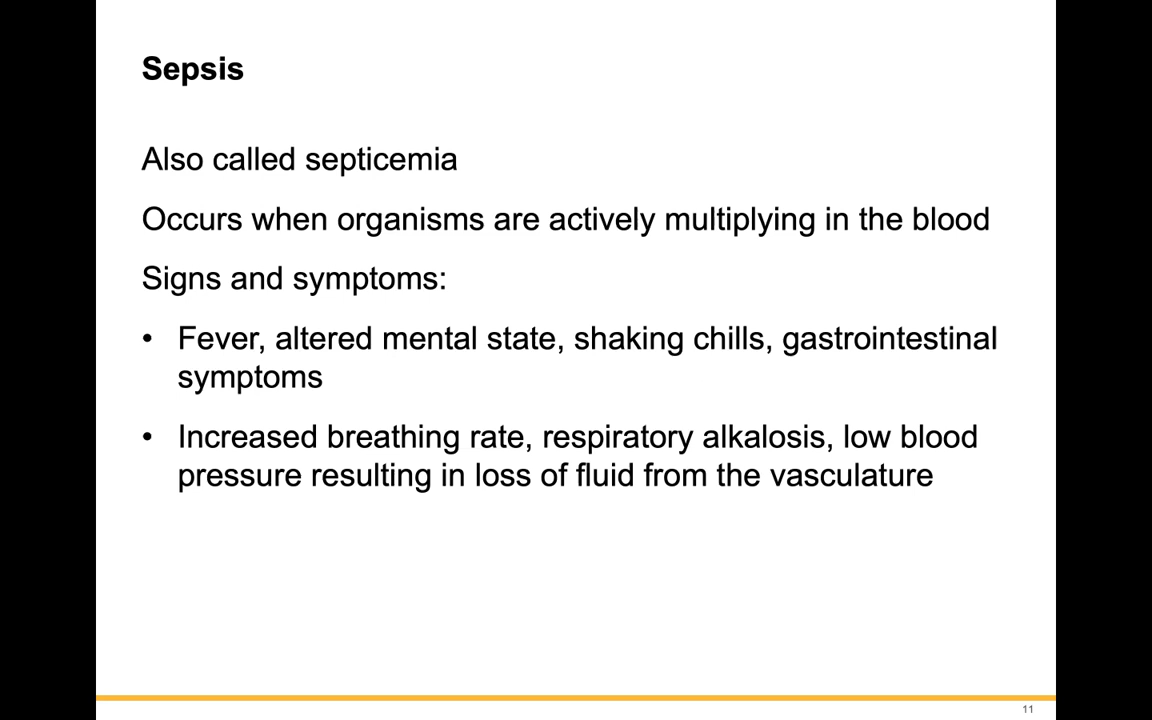 Sepsis
Also called septicemia
Occurs when organisms are actively multiplying in the blood
Signs and symptoms:
• Fever, altered mental state, shaking chills, gastrointestinal
symptoms
• Increased breathing rate, respiratory alkalosis, low blood
pressure resulting in loss of fluid from the vasculature
11